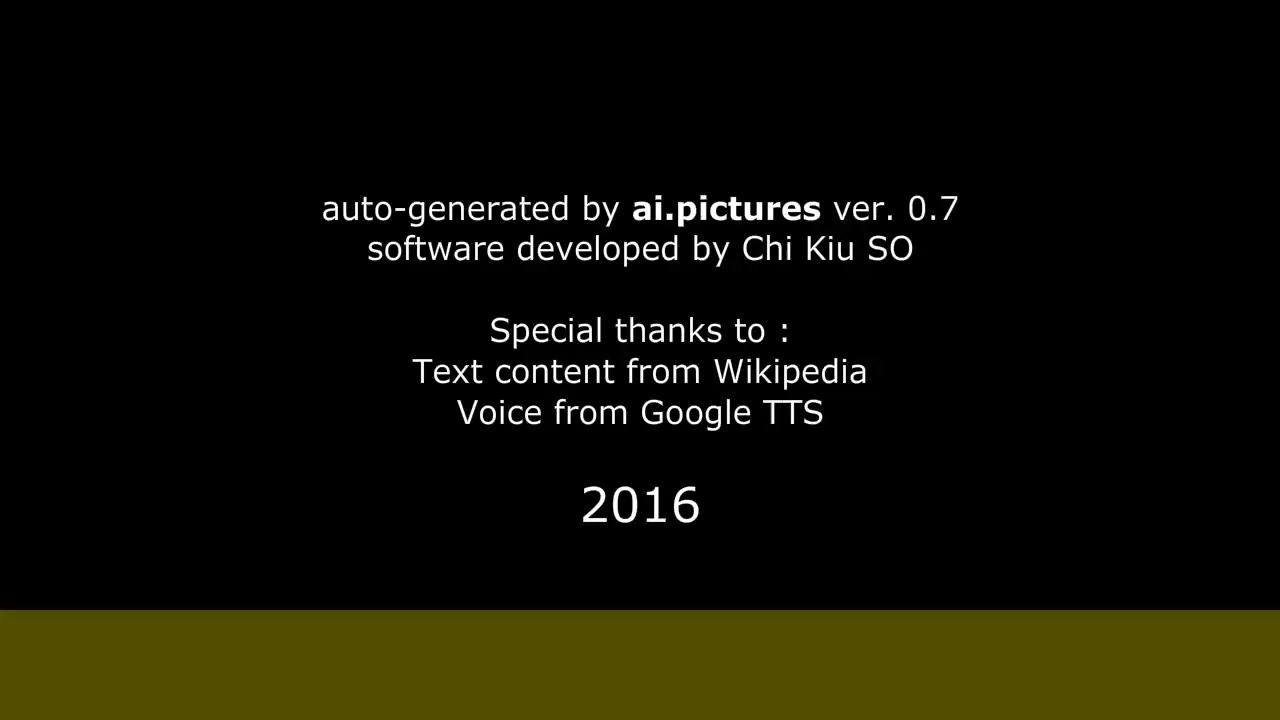 auto-generated by ai.pictures ver. 0.7
software developed by Chi Kiu SO
Special thanks to :
Text content from Wikipedia
Voice from Google TTS
2016